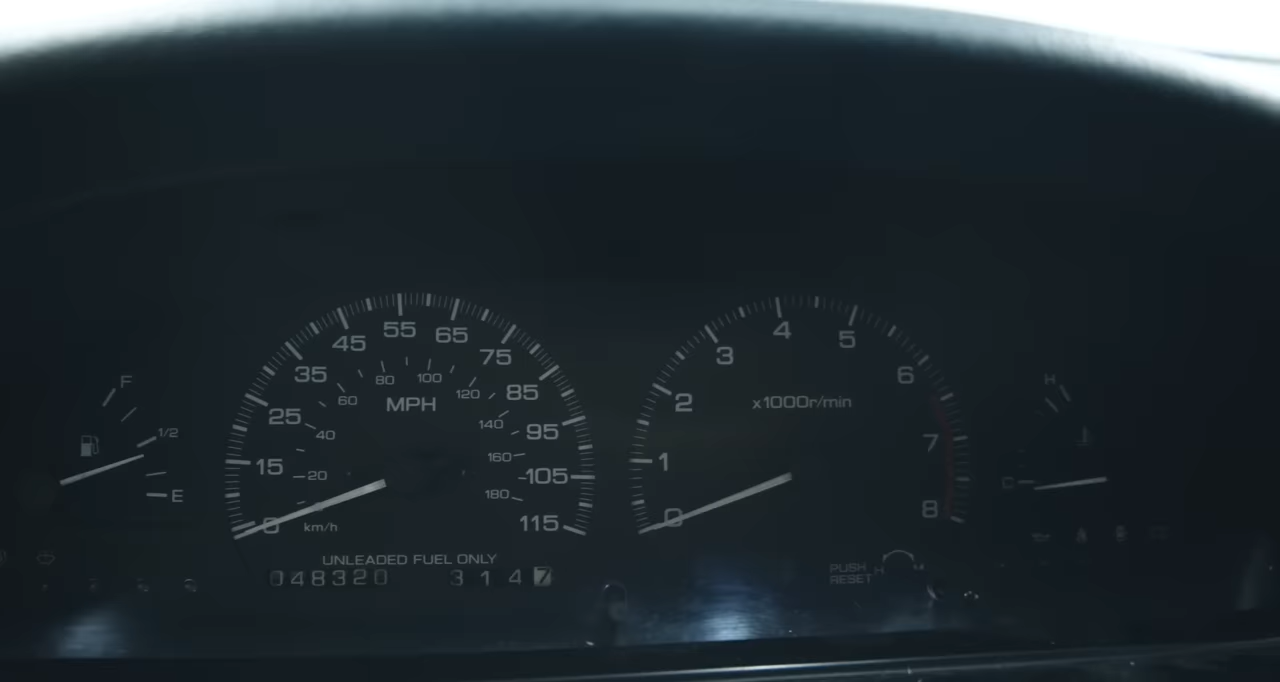 F
1/2
E
0 15 25 35 45 55 65 75 85 95 105 115
20 40 60 80 100 120 140 160 180
MPH
km/h
UNLEADED FUEL ONLY
048320 314 7
0 1 2 3 4 5 6 7 8
x1000r/min
PUSH
RESET
H
C